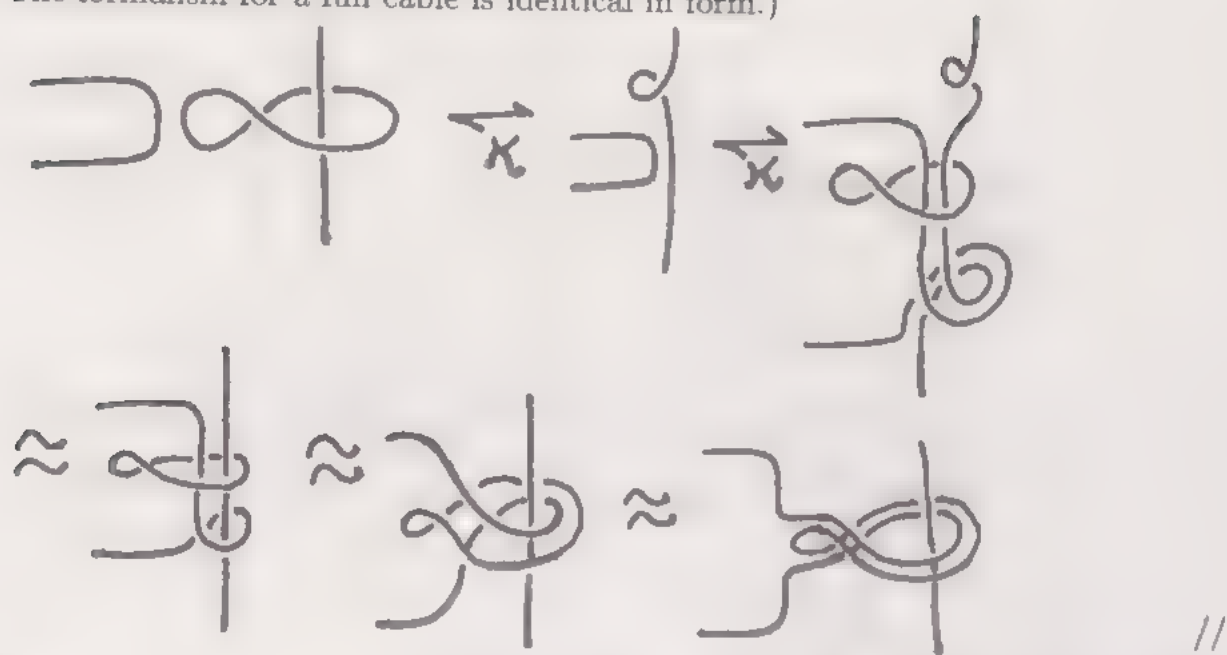 The formalism for a full cable is identical in form.)
κ κ
≈ ≈ ≈
//